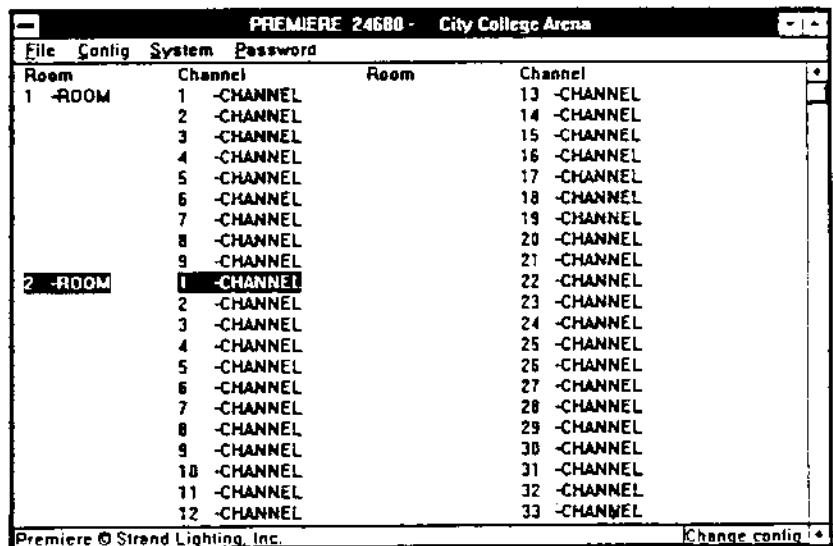 PREMIERE 24680 - City College Arena
File Config System Password
Room Channel Room Channel
1 -ROOM 1 -CHANNEL 13 -CHANNEL
2 -CHANNEL 14 -CHANNEL
3 -CHANNEL 15 -CHANNEL
4 -CHANNEL 16 -CHANNEL
5 -CHANNEL 17 -CHANNEL
6 -CHANNEL 18 -CHANNEL
7 -CHANNEL 19 -CHANNEL
8 -CHANNEL 20 -CHANNEL
9 -CHANNEL 21 -CHANNEL
2 -ROOM 1 -CHANNEL 22 -CHANNEL
2 -CHANNEL 23 -CHANNEL
3 -CHANNEL 24 -CHANNEL
4 -CHANNEL 25 -CHANNEL
5 -CHANNEL 26 -CHANNEL
6 -CHANNEL 27 -CHANNEL
7 -CHANNEL 28 -CHANNEL
8 -CHANNEL 29 -CHANNEL
9 -CHANNEL 30 -CHANNEL
10 -CHANNEL 31 -CHANNEL
11 -CHANNEL 32 -CHANNEL
12 -CHANNEL 33 -CHANNEL
Premiere © Strand Lighting, Inc. Change config